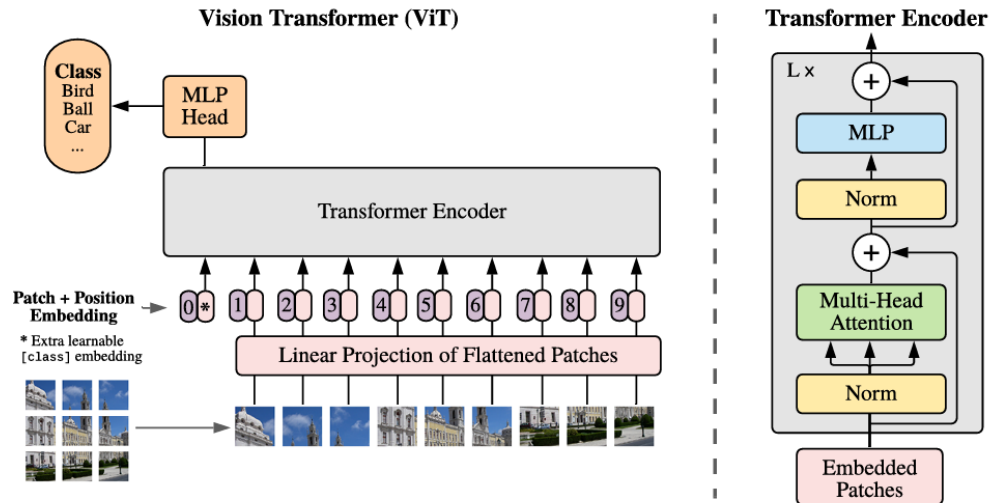 Vision Transformer (ViT)
Class
Bird
Ball
Car
...
MLP
Head
Transformer Encoder
Patch + Position
Embedding
0 * 1 2 3 4 5 6 7 8 9
* Extra learnable
[class] embedding
Linear Projection of Flattened Patches
Transformer Encoder
L ×
+
MLP
Norm
+
Multi-Head
Attention
Norm
Embedded
Patches